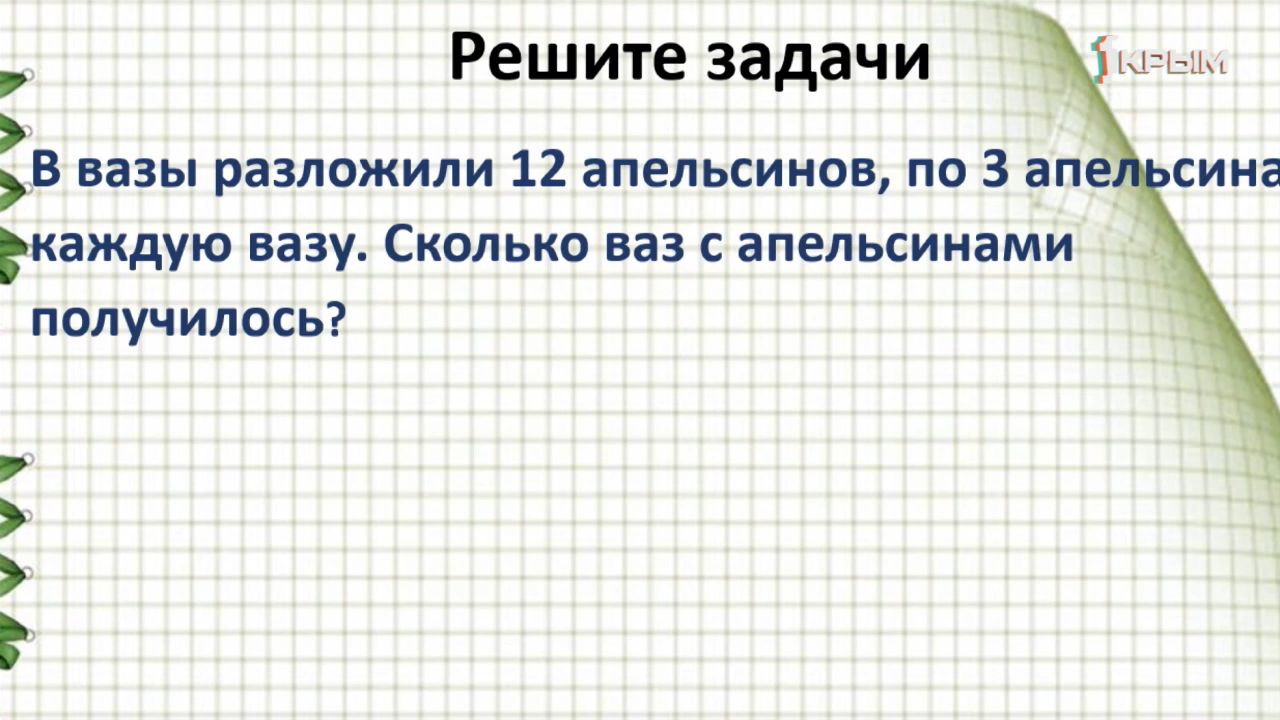 Решите задачи
КРЫМ
В вазы разложили 12 апельсинов, по 3 апельсина
каждую вазу. Сколько ваз с апельсинами
получилось?